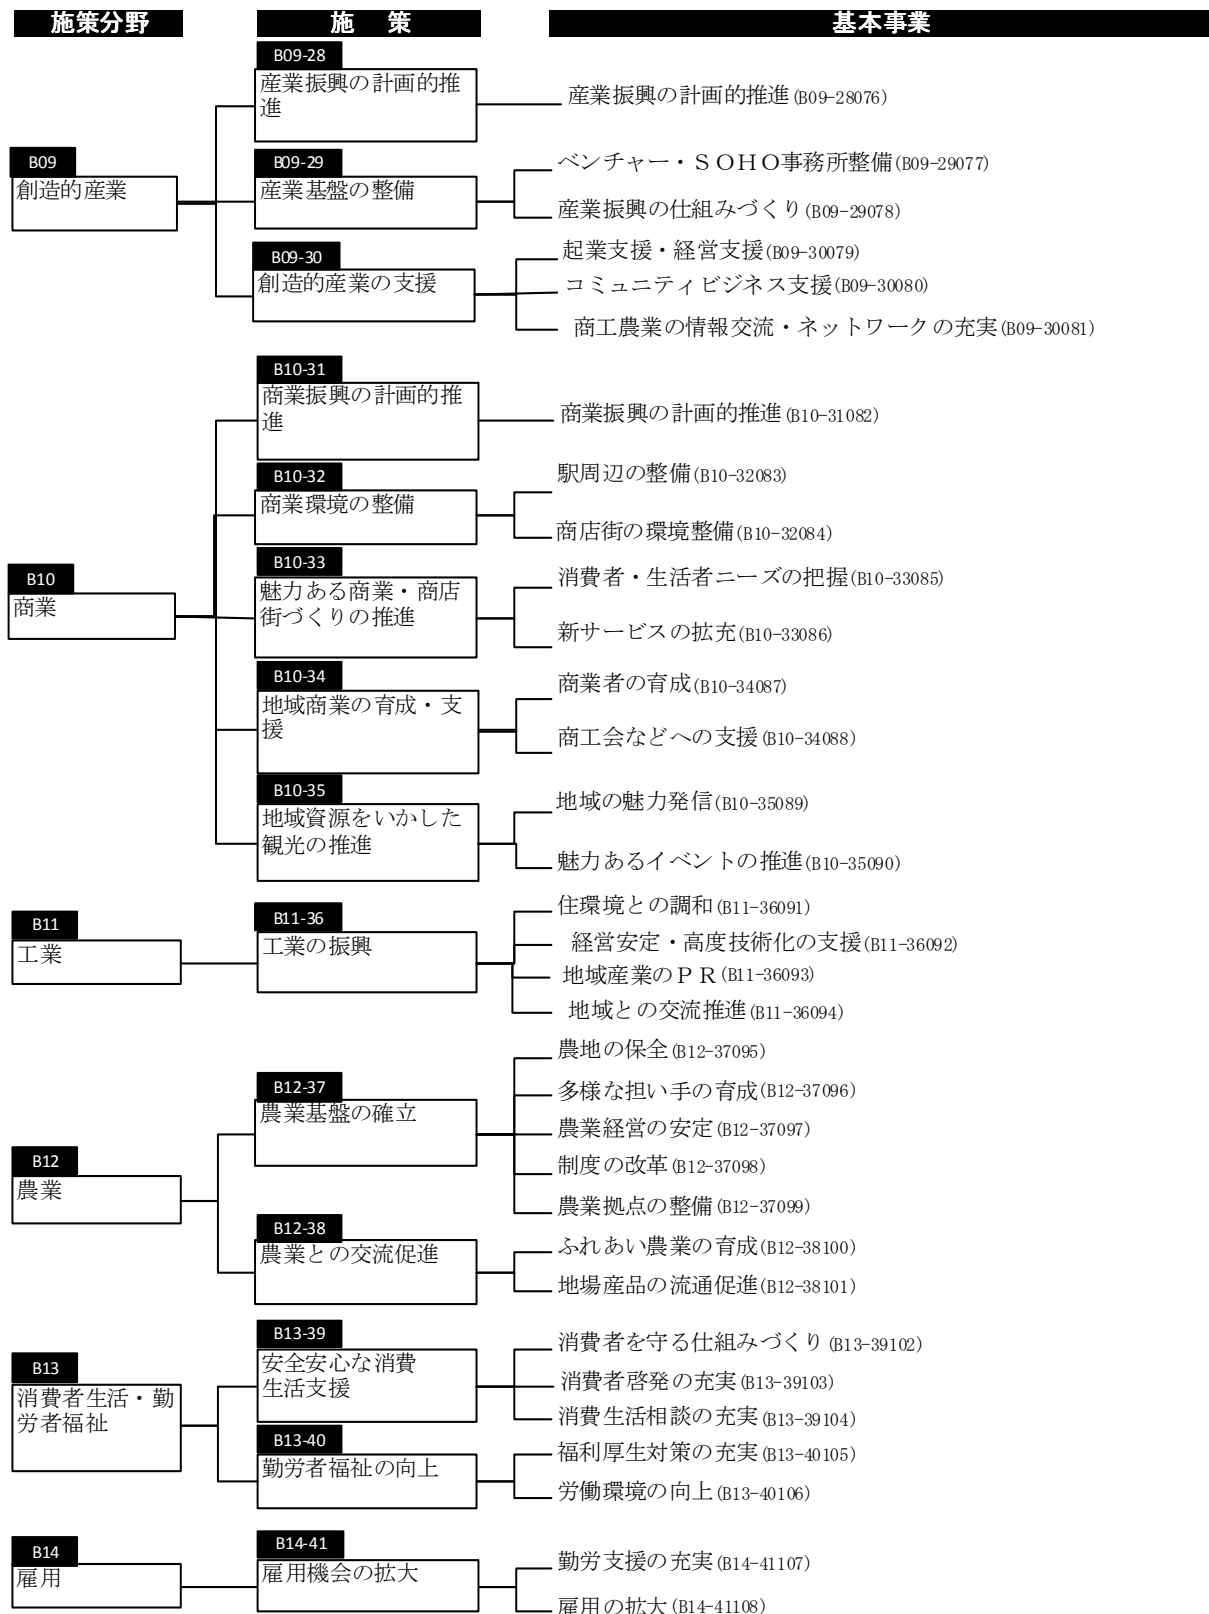 施策分野
施　策
基本事業
B09
創造的産業
B09-28
産業振興の計画的推
進
産業振興の計画的推進(B09-28076)
B09-29
産業基盤の整備
ベンチャー・ＳＯＨＯ事務所整備(B09-29077)
産業振興の仕組みづくり(B09-29078)
B09-30
創造的産業の支援
起業支援・経営支援(B09-30079)
コミュニティビジネス支援(B09-30080)
商工農業の情報交流・ネットワークの充実(B09-30081)
B10
商業
B10-31
商業振興の計画的推
進
商業振興の計画的推進(B10-31082)
B10-32
商業環境の整備
駅周辺の整備(B10-32083)
商店街の環境整備(B10-32084)
B10-33
魅力ある商業・商店
街づくりの推進
消費者・生活者ニーズの把握(B10-33085)
新サービスの拡充(B10-33086)
B10-34
地域商業の育成・支
援
商業者の育成(B10-34087)
商工会などへの支援(B10-34088)
B10-35
地域資源をいかした
観光の推進
地域の魅力発信(B10-35089)
魅力あるイベントの推進(B10-35090)
B11
工業
B11-36
工業の振興
住環境との調和(B11-36091)
経営安定・高度技術化の支援(B11-36092)
地域産業のＰＲ(B11-36093)
地域との交流推進(B11-36094)
B12
農業
B12-37
農業基盤の確立
農地の保全(B12-37095)
多様な担い手の育成(B12-37096)
農業経営の安定(B12-37097)
制度の改革(B12-37098)
農業拠点の整備(B12-37099)
B12-38
農業との交流促進
ふれあい農業の育成(B12-38100)
地場産品の流通促進(B12-38101)
B13
消費者生活・勤
労者福祉
B13-39
安全安心な消費
生活支援
消費者を守る仕組みづくり(B13-39102)
消費者啓発の充実(B13-39103)
消費生活相談の充実(B13-39104)
B13-40
勤労者福祉の向上
福利厚生対策の充実(B13-40105)
労働環境の向上(B13-40106)
B14
雇用
B14-41
雇用機会の拡大
勤労支援の充実(B14-41107)
雇用の拡大(B14-41108)